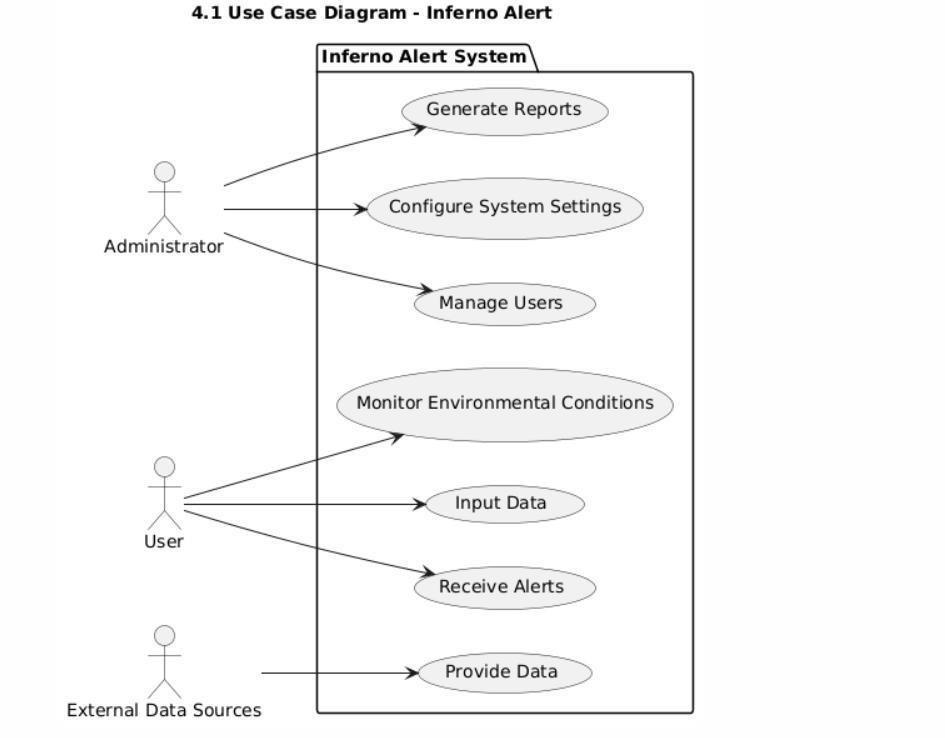 4.1 Use Case Diagram - Inferno Alert
Inferno Alert System
Generate Reports
Configure System Settings
Administrator
Manage Users
Monitor Environmental Conditions
Input Data
User
Receive Alerts
Provide Data
External Data Sources